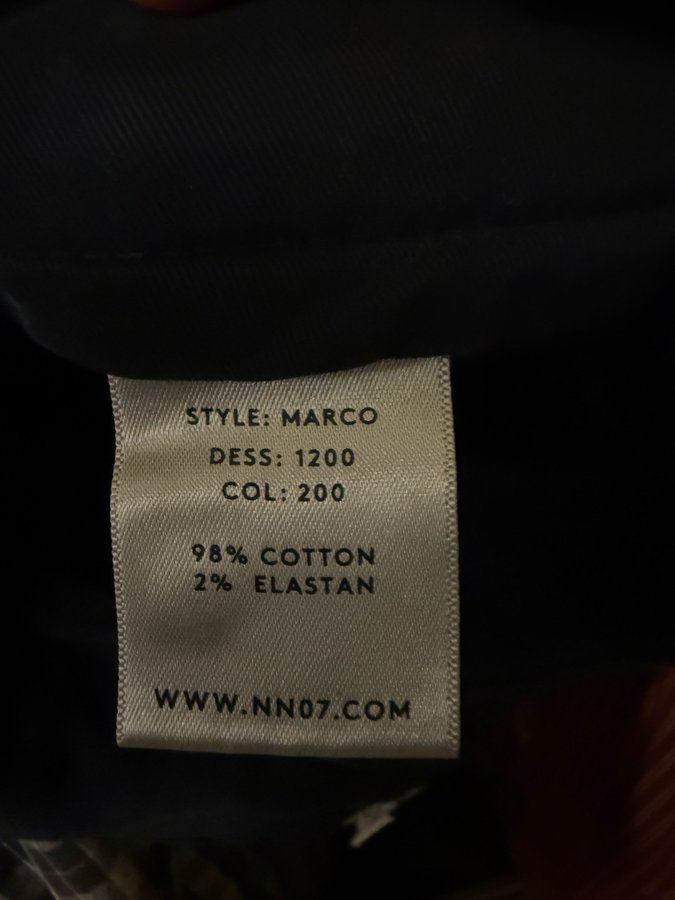 STYLE: MARCO
DESS: 1200
COL: 200
98% COTTON
2% ELASTAN
WWW.NN07.COM